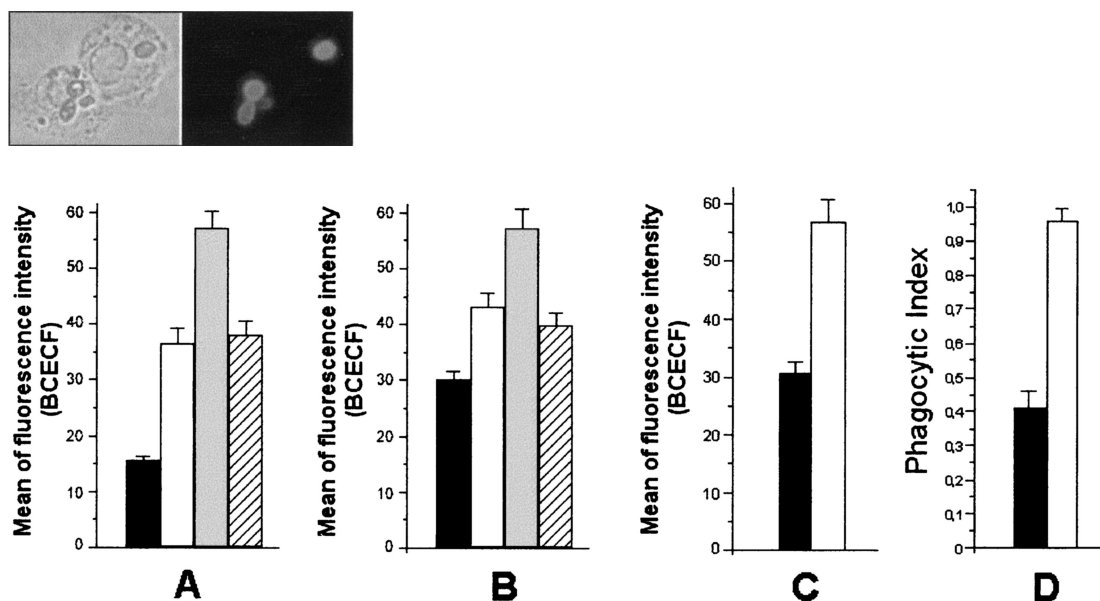 Mean of fluorescence intensity
(BCECF)
60
50
40
30
20
10
0
A
Mean of fluorescence intensity
(BCECF)
60
50
40
30
20
10
0
B
Mean of fluorescence intensity
(BCECF)
60
50
40
30
20
10
0
C
Phagocytic Index
1,0
0,9
0,8
0,7
0,6
0,5
0,4
0,3
0,2
0,1
0
D